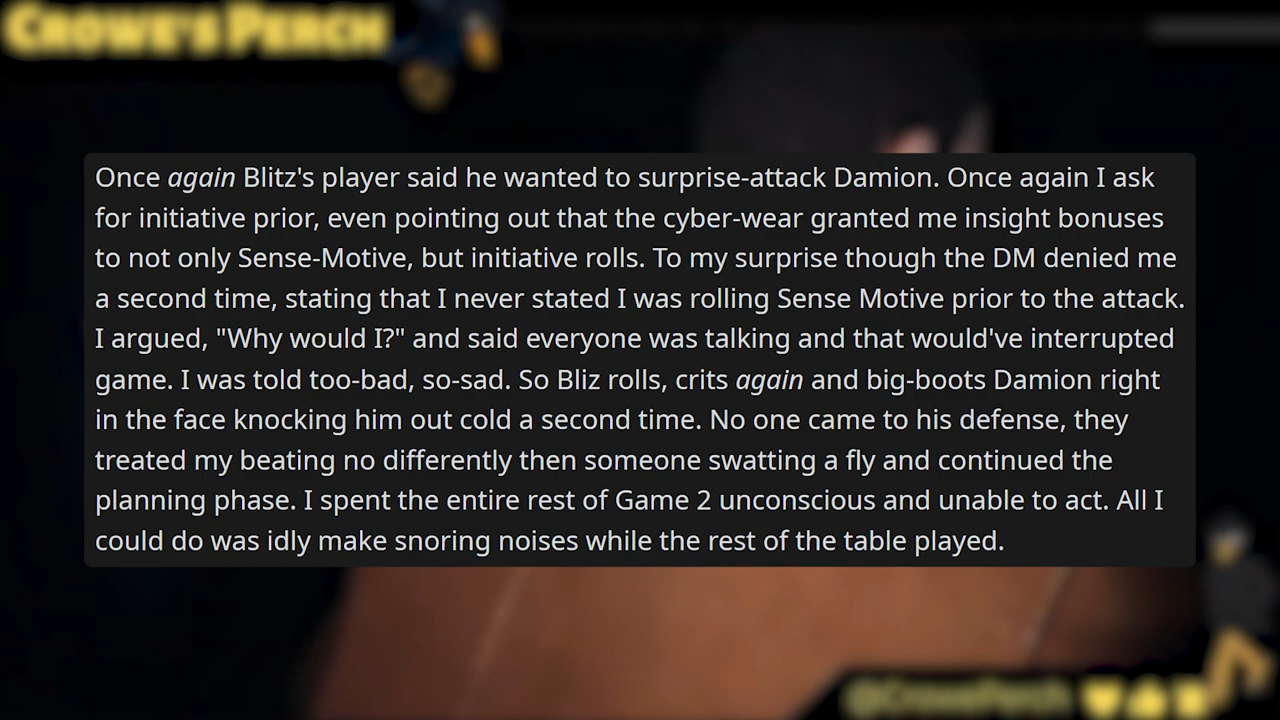 CROWE'S PERCH
Once again Blitz's player said he wanted to surprise-attack Damion. Once again I ask
for initiative prior, even pointing out that the cyber-wear granted me insight bonuses
to not only Sense-Motive, but initiative rolls. To my surprise though the DM denied me
a second time, stating that I never stated I was rolling Sense Motive prior to the attack.
I argued, "Why would I?" and said everyone was talking and that would've interrupted
game. I was told too-bad, so-sad. So Bliz rolls, crits again and big-boots Damion right
in the face knocking him out cold a second time. No one came to his defense, they
treated my beating no differently then someone swatting a fly and continued the
planning phase. I spent the entire rest of Game 2 unconscious and unable to act. All I
could do was idly make snoring noises while the rest of the table played.
@CrowsPerch